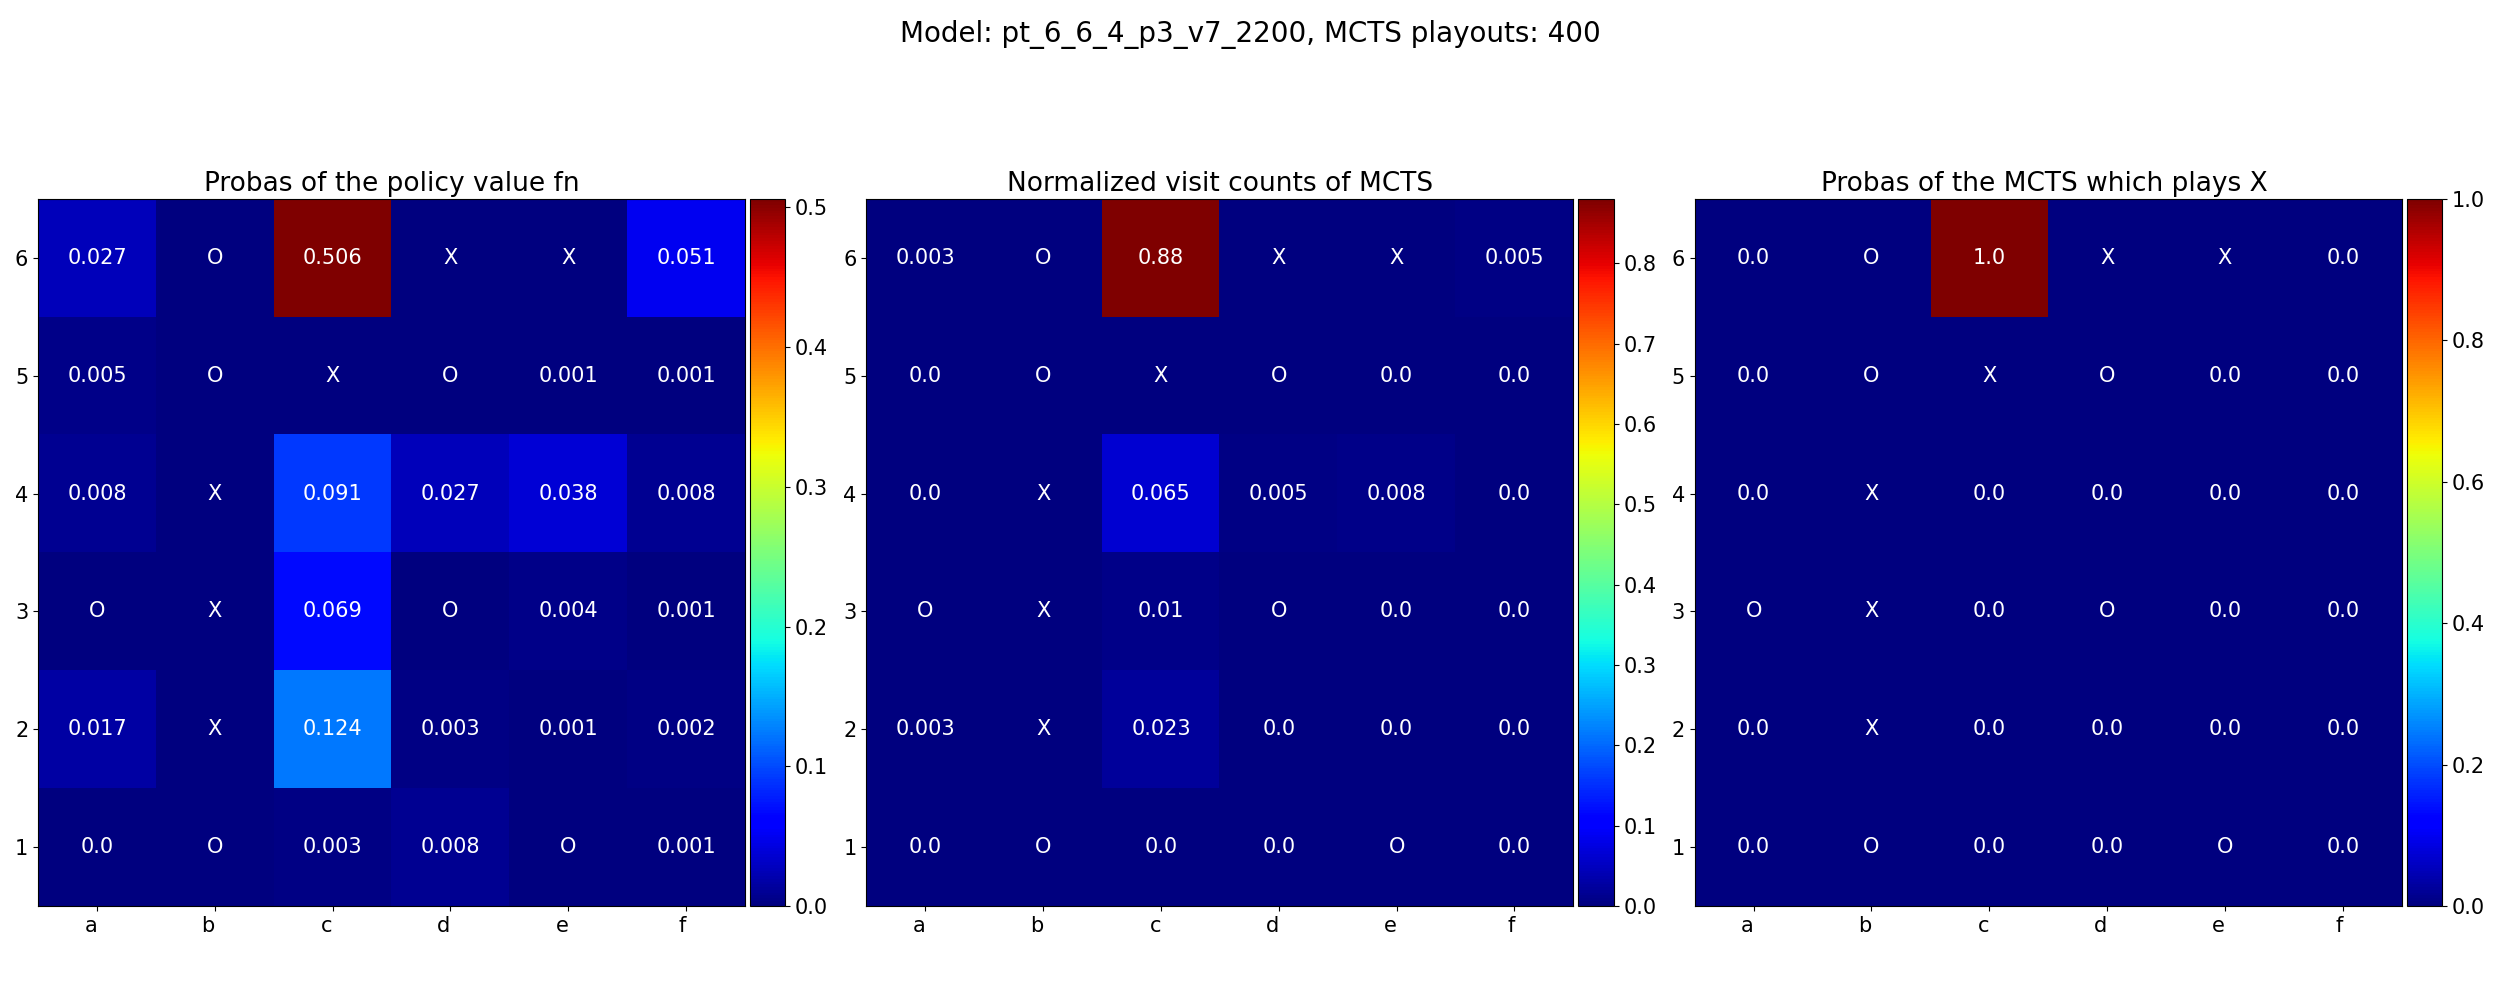 Model: pt_6_6_4_p3_v7_2200, MCTS playouts: 400
Probas of the policy value fn
6 0.027 O 0.506 X X 0.051
5 0.005 O X O 0.001 0.001
4 0.008 X 0.091 0.027 0.038 0.008
3 O X 0.069 O 0.004 0.001
2 0.017 X 0.124 0.003 0.001 0.002
1 0.0 O 0.003 0.008 O 0.001
a b c d e f
0.5
0.4
0.3
0.2
0.1
0.0
Normalized visit counts of MCTS
6 0.003 O 0.88 X X 0.005
5 0.0 O X O 0.0 0.0
4 0.0 X 0.065 0.005 0.008 0.0
3 O X 0.01 O 0.0 0.0
2 0.003 X 0.023 0.0 0.0 0.0
1 0.0 O 0.0 0.0 O 0.0
a b c d e f
0.8
0.7
0.6
0.5
0.4
0.3
0.2
0.1
0.0
Probas of the MCTS which plays X
6 0.0 O 1.0 X X 0.0
5 0.0 O X O 0.0 0.0
4 0.0 X 0.0 0.0 0.0 0.0
3 O X 0.0 O 0.0 0.0
2 0.0 X 0.0 0.0 0.0 0.0
1 0.0 O 0.0 0.0 O 0.0
a b c d e f
1.0
0.8
0.6
0.4
0.2
0.0